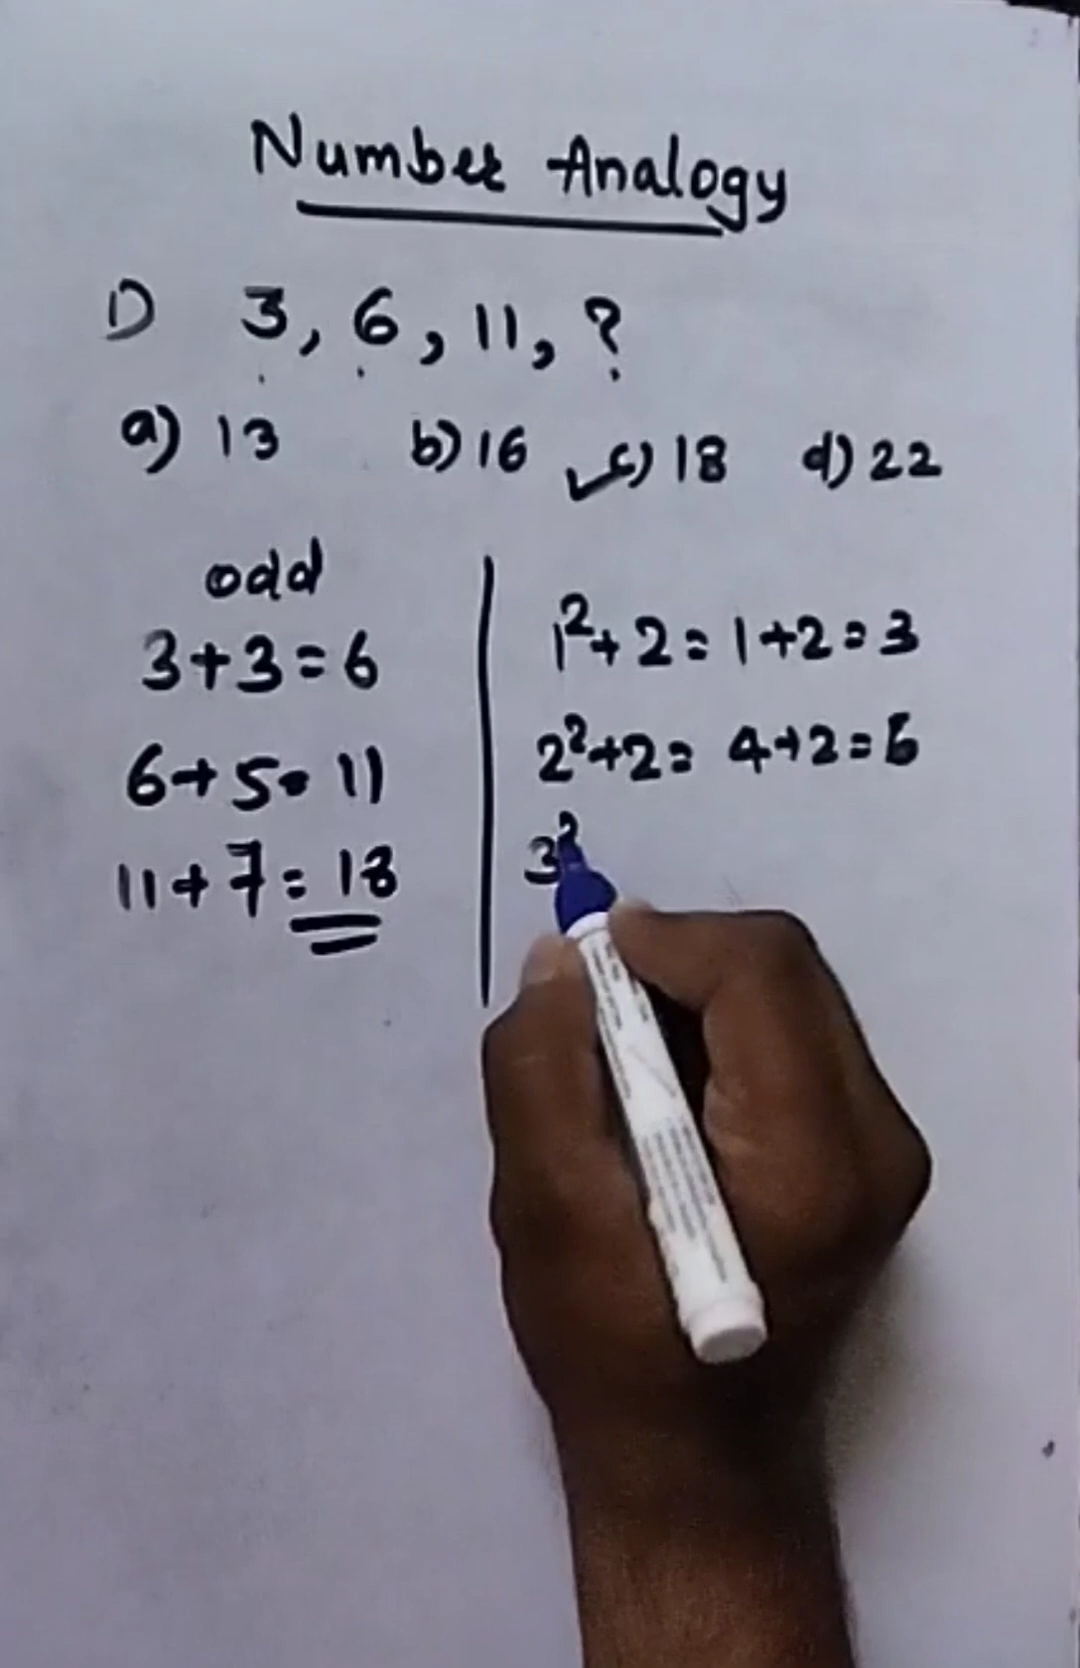 Number Analogy
1) 3, 6, 11, ?
a) 13 b) 16 ✓c) 18 d) 22
odd
3+3=6
6+5=11
11+7=18
1²+2=1+2=3
2²+2=4+2=6
3²